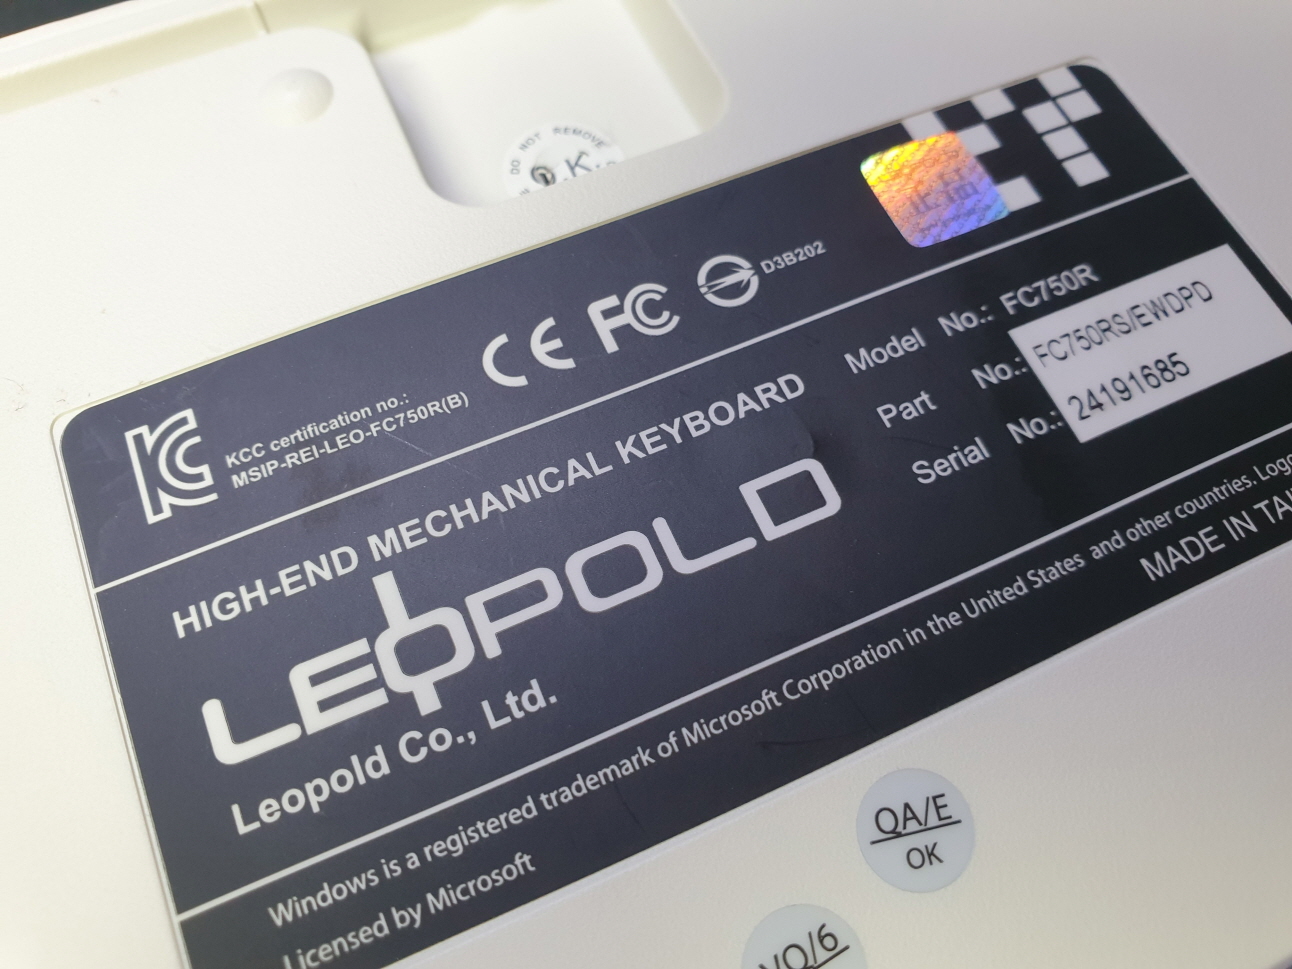 DO NOT REMOVE
O.K.
D3B202
KCC certification no.:
MSIP-REI-LEO-FC750R(B)
CE FC
HIGH-END MECHANICAL KEYBOARD
LEOPOLD
Leopold Co., Ltd.
Model No.: FC750R
Part No.: FC750RS/EWDPD
Serial No.: 24191685
Windows is a registered trademark of Microsoft Corporation in the United States and other countries.
Licensed by Microsoft
MADE IN
QA/E
OK